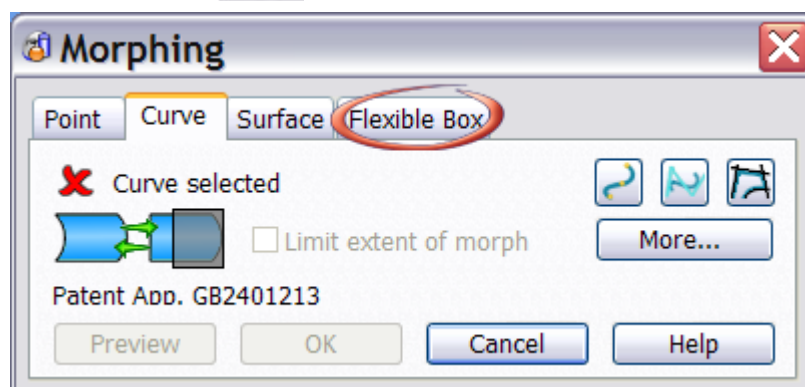 Morphing
Point Curve Surface Flexible Box
Curve selected
Limit extent of morph More...
Patent App. GB2401213
Preview OK Cancel Help